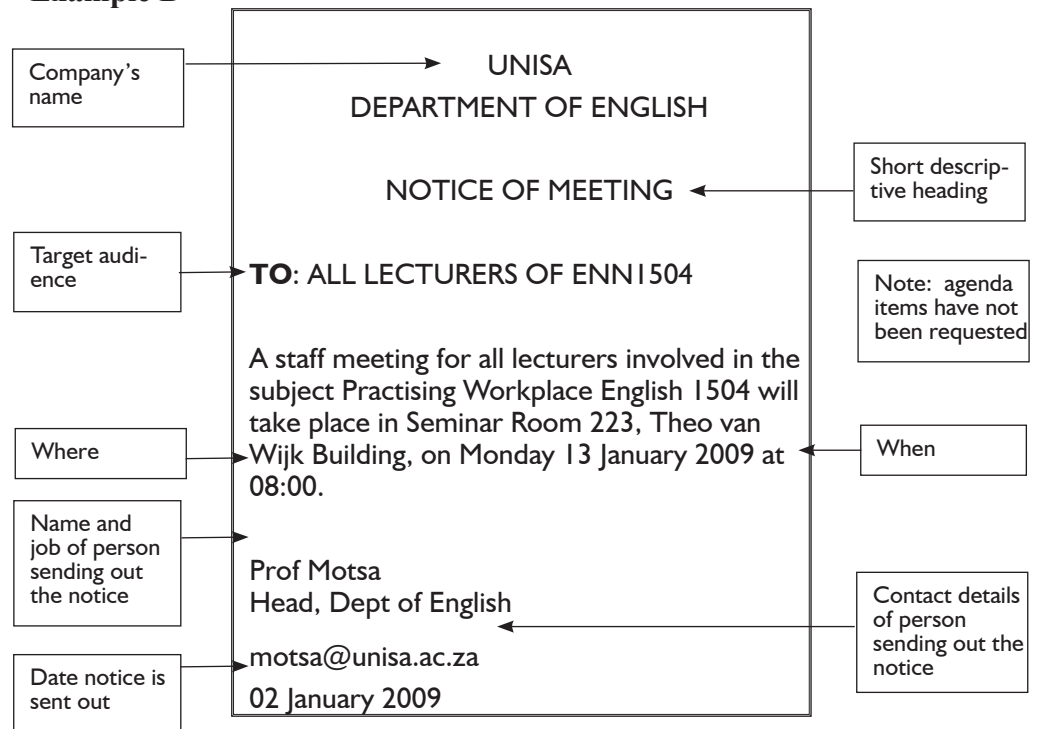 Example B
Company's
name
UNISA
DEPARTMENT OF ENGLISH
NOTICE OF MEETING
Short descrip-
tive heading
Target audi-
ence
TO: ALL LECTURERS OF ENN1504
Note: agenda
items have not
been requested
A staff meeting for all lecturers involved in the
subject Practising Workplace English 1504 will
take place in Seminar Room 223, Theo van
Wijk Building, on Monday 13 January 2009 at
08:00.
Where
When
Name and
job of person
sending out
the notice
Prof Motsa
Head, Dept of English
Contact details
of person
sending out the
notice
motsa@unisa.ac.za
Date notice is
sent out
02 January 2009